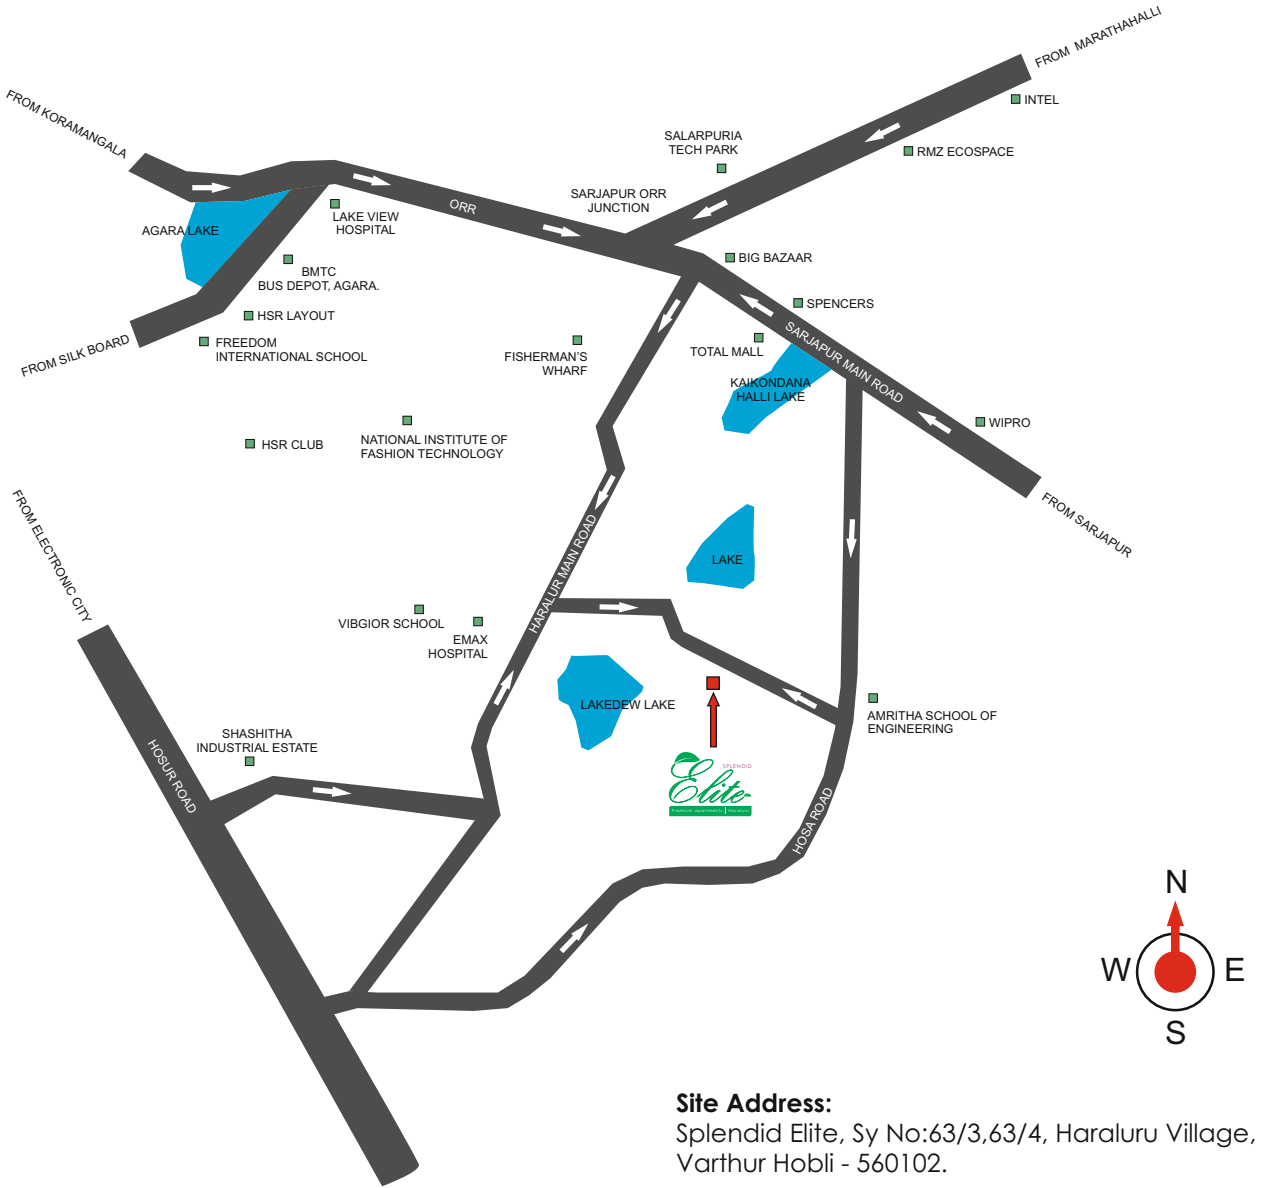 FROM MARATHAHALLI
INTEL
FROM KORAMANGALA
SALARPURIA
TECH PARK
RMZ ECOSPACE
SARJAPUR ORR
JUNCTION
ORR
LAKE VIEW
HOSPITAL
AGARA LAKE
BIG BAZAAR
BMTC
BUS DEPOT, AGARA.
SPENCERS
HSR LAYOUT
FREEDOM
INTERNATIONAL SCHOOL
FROM SILK BOARD
FISHERMAN'S
WHARF
TOTAL MALL
SARJAPUR MAIN ROAD
KAIKONDANA
HALLI LAKE
WIPRO
HSR CLUB
NATIONAL INSTITUTE OF
FASHION TECHNOLOGY
FROM SARJAPUR
FROM ELECTRONIC CITY
LAKE
HARALUR MAIN ROAD
VIBGIOR SCHOOL
EMAX
HOSPITAL
LAKEDEW LAKE
AMRITHA SCHOOL OF
ENGINEERING
SHASHITHA
INDUSTRIAL ESTATE
HOSUR ROAD
SPLENDID
Elite
Premium apartments | Haralur
HOSA ROAD
N
W
E
S
Site Address:
Splendid Elite, Sy No:63/3,63/4, Haraluru Village,
Varthur Hobli - 560102.